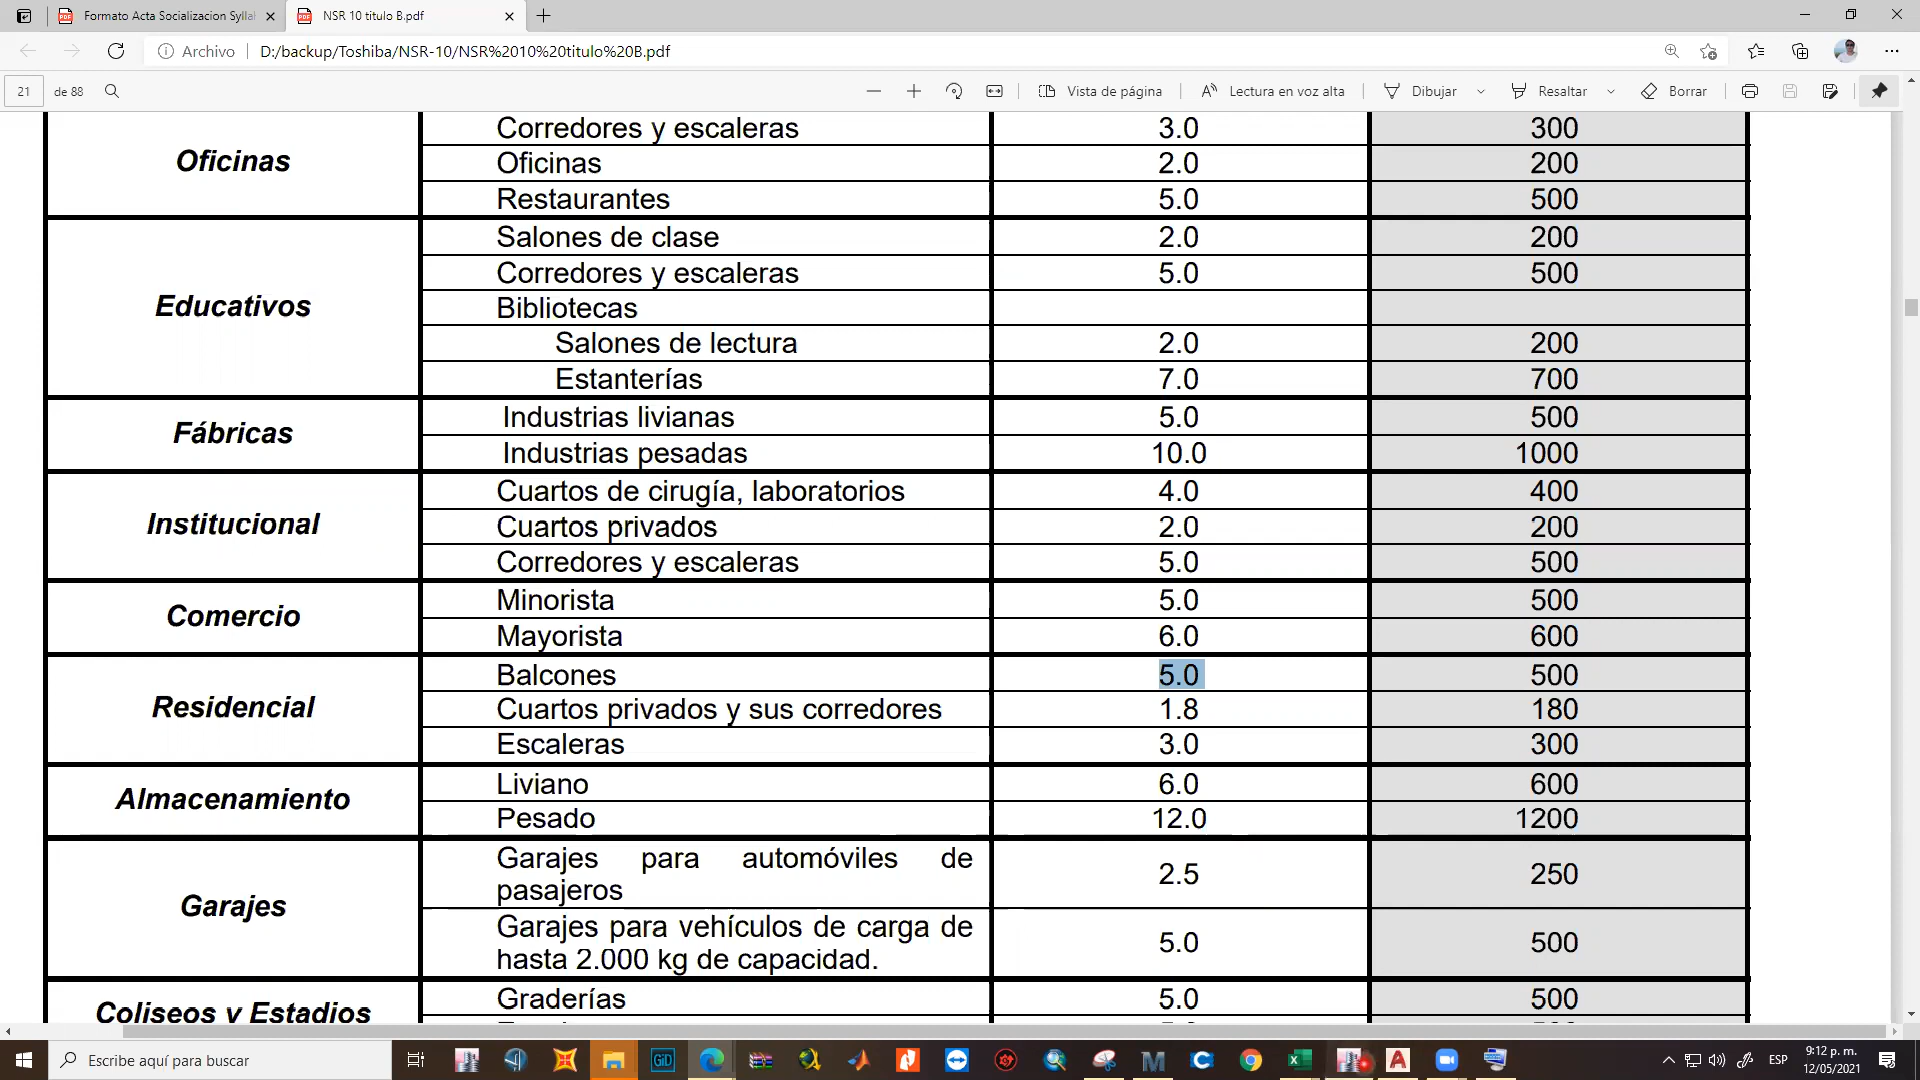 Formato Acta Socializacion Sylla
NSR 10 titulo B.pdf
Archivo
D:/backup/Toshiba/NSR-10/NSR%2010%20titulo%20B.pdf
21 de 88
Vista de página
Lectura en voz alta
Dibujar
Resaltar
Borrar
Oficinas
Corredores y escaleras 3.0 300
Oficinas 2.0 200
Restaurantes 5.0 500
Educativos
Salones de clase 2.0 200
Corredores y escaleras 5.0 500
Bibliotecas
Salones de lectura 2.0 200
Estanterías 7.0 700
Fábricas
Industrias livianas 5.0 500
Industrias pesadas 10.0 1000
Institucional
Cuartos de cirugía, laboratorios 4.0 400
Cuartos privados 2.0 200
Corredores y escaleras 5.0 500
Comercio
Minorista 5.0 500
Mayorista 6.0 600
Residencial
Balcones 5.0 500
Cuartos privados y sus corredores 1.8 180
Escaleras 3.0 300
Almacenamiento
Liviano 6.0 600
Pesado 12.0 1200
Garajes
Garajes para automóviles de
pasajeros
2.5 250
Garajes para vehículos de carga de
hasta 2.000 kg de capacidad.
5.0 500
Coliseos y Estadios
Graderías 5.0 500
Escribe aquí para buscar
GiD
ESP
9:12 p. m.
12/05/2021